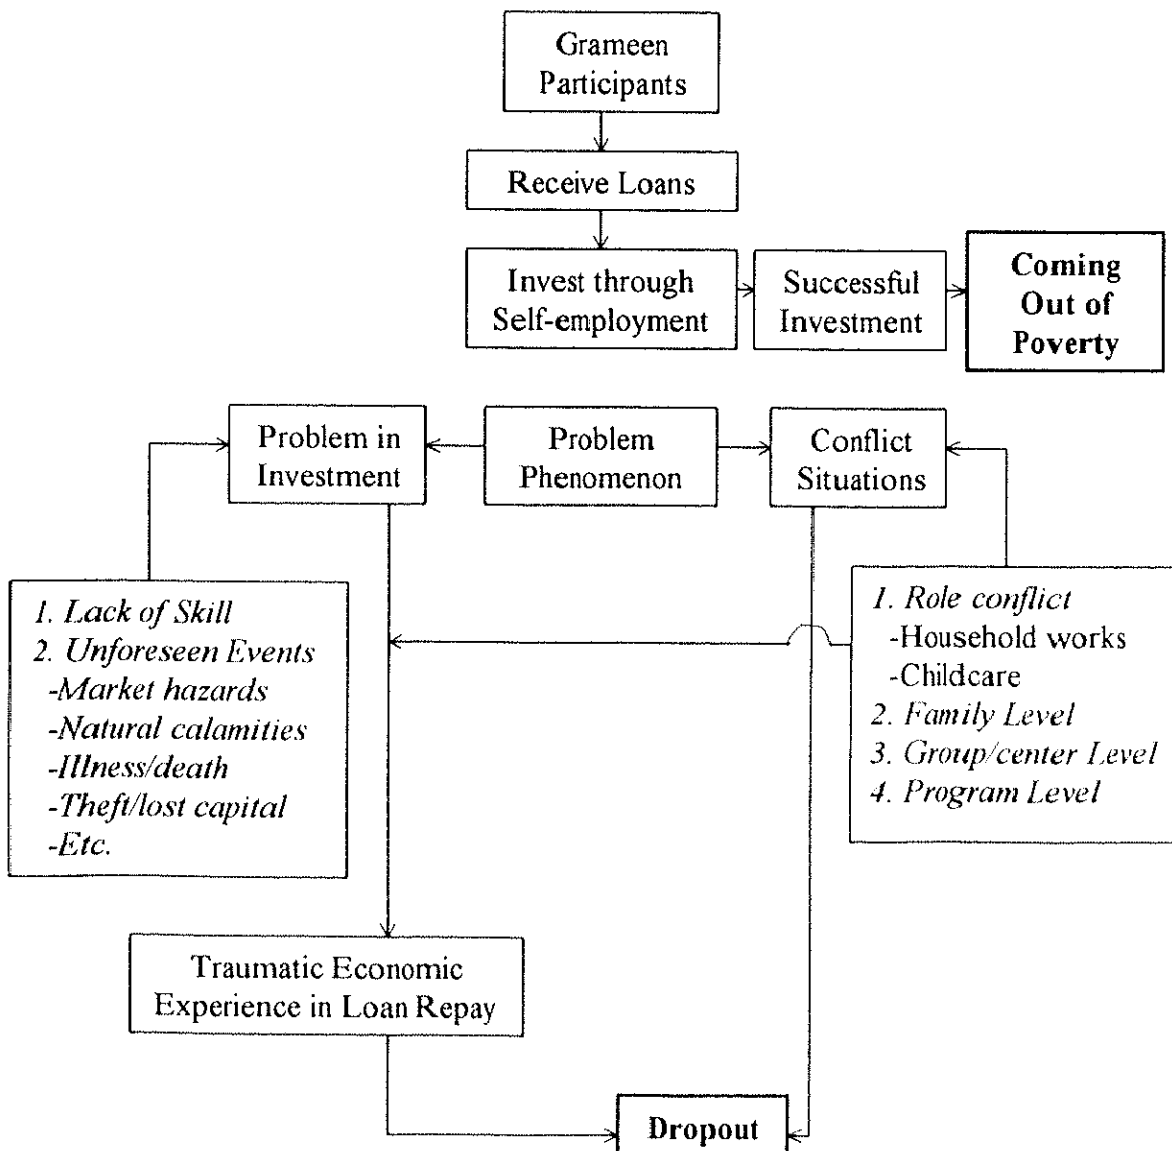 Grameen
Participants
Receive Loans
Invest through
Self-employment
Successful
Investment
Coming
Out of
Poverty
Problem in
Investment
Problem
Phenomenon
Conflict
Situations
1. Lack of Skill
2. Unforeseen Events
-Market hazards
-Natural calamities
-Illness/death
-Theft/lost capital
-Etc.
1. Role conflict
-Household works
-Childcare
2. Family Level
3. Group/center Level
4. Program Level
Traumatic Economic
Experience in Loan Repay
Dropout